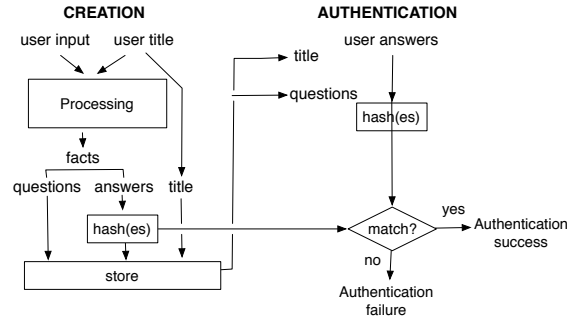 CREATION
user input user title
Processing
facts
questions answers title
hash(es)
store
AUTHENTICATION
user answers
title
questions
hash(es)
match?
yes
Authentication
success
no
Authentication
failure